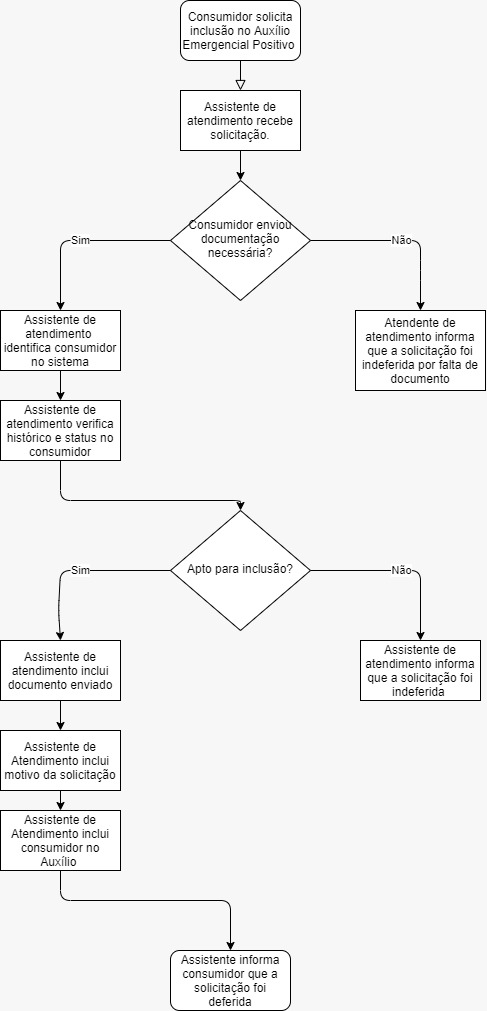 Consumidor solicita
inclusão no Auxílio
Emergencial Positivo
Assistente de
atendimento recebe
solicitação.
Consumidor enviou
documentação
necessária?
Sim
Não
Assistente de
atendimento
identifica consumidor
no sistema
Atendente de
atendimento informa
que a solicitação foi
indeferida por falta de
documento
Assistente de
atendimento verifica
histórico e status no
consumidor
Apto para inclusão?
Sim
Não
Assistente de
atendimento inclui
documento enviado
Assistente de
atendimento informa
que a solicitação foi
indeferida
Assistente de
Atendimento inclui
motivo da solicitação
Assistente de
Atendimento inclui
consumidor no
Auxílio
Assistente informa
consumidor que a
solicitação foi
deferida